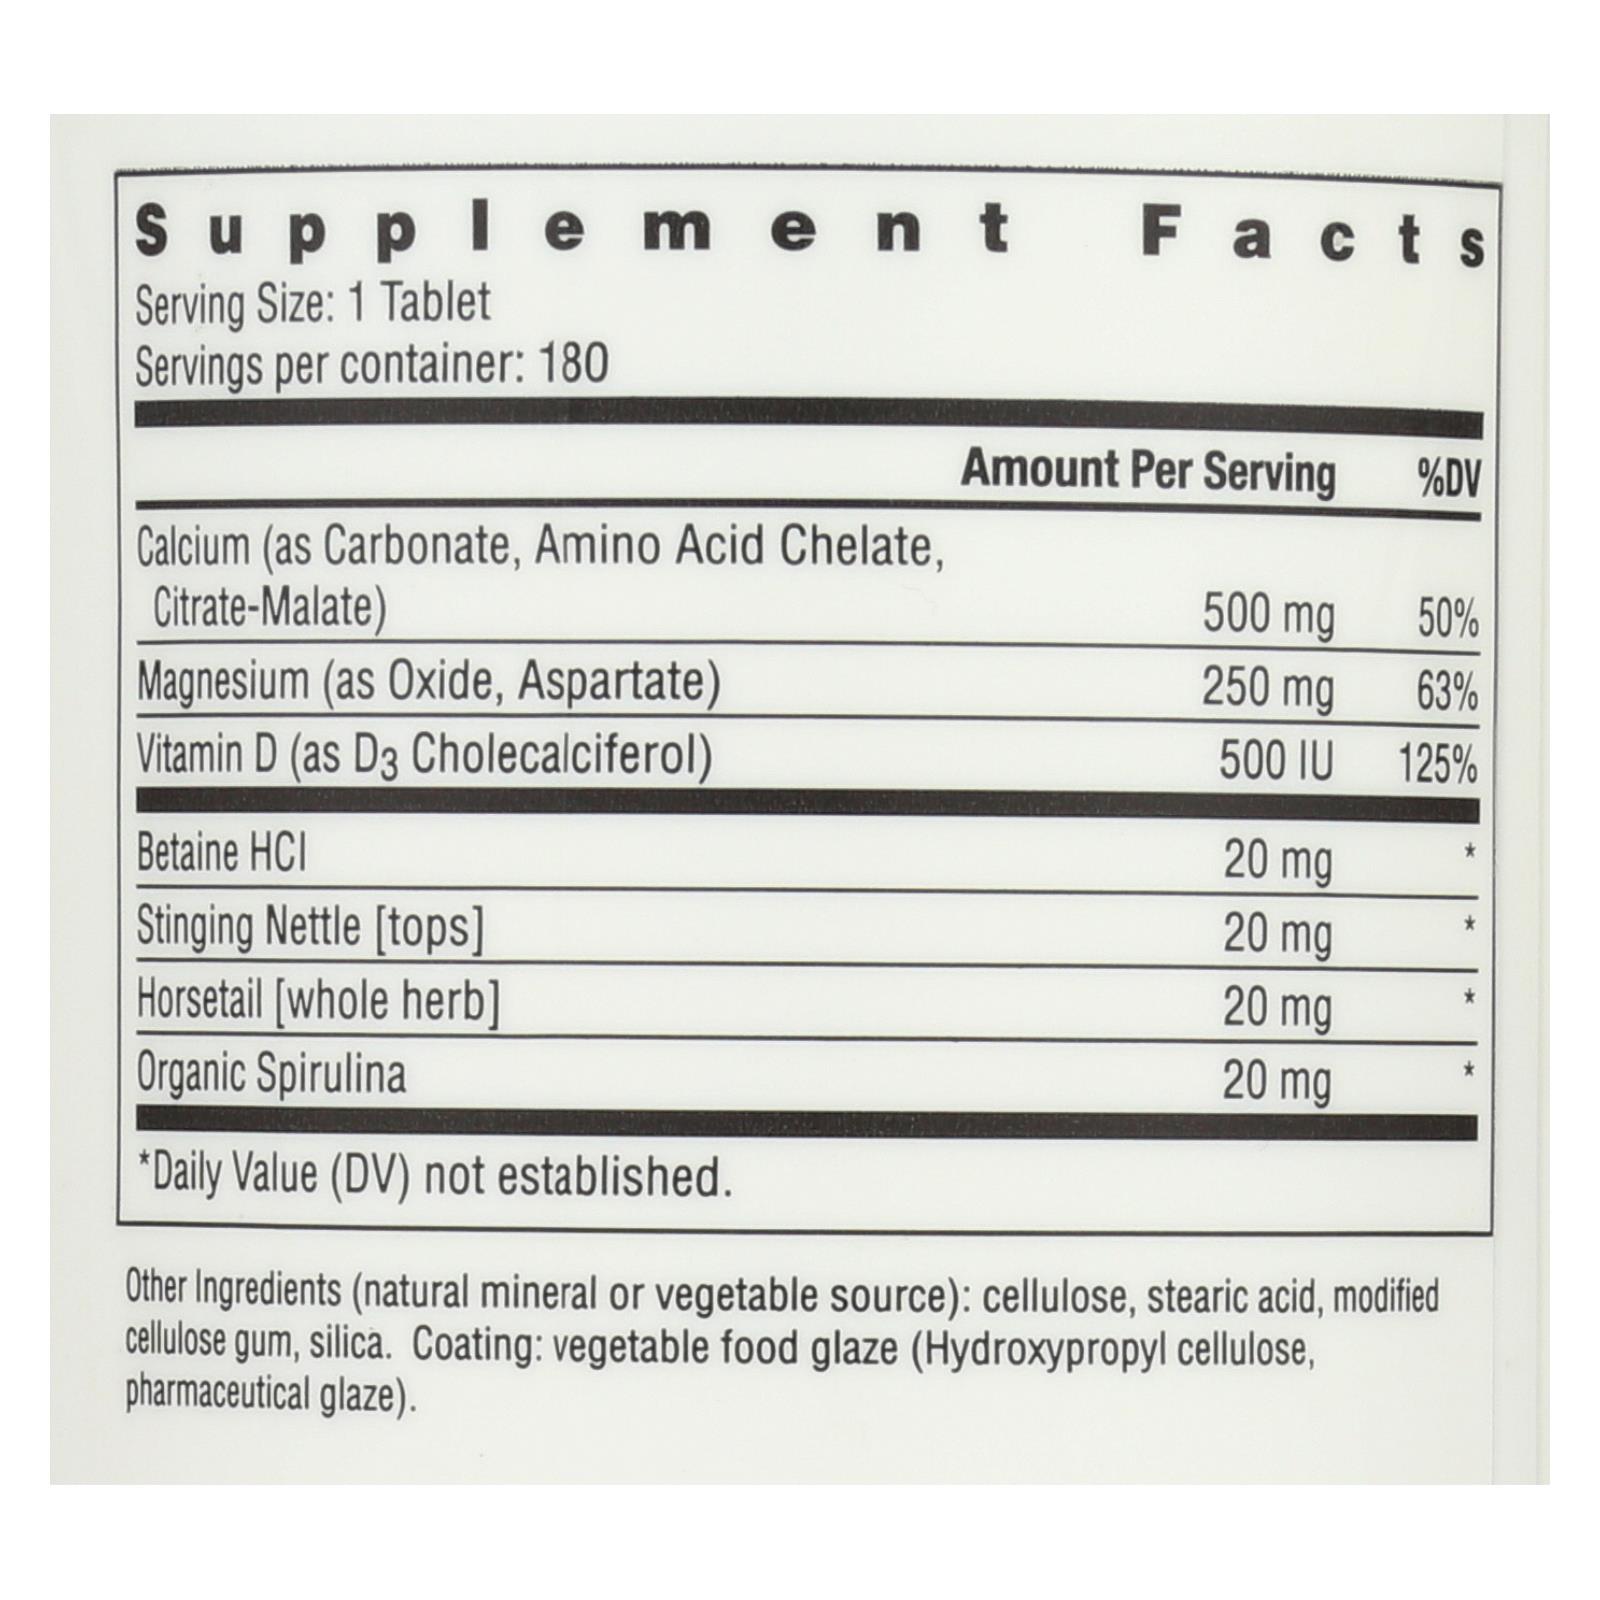 Supplement Facts
Serving Size: 1 Tablet
Servings per container: 180
Amount Per Serving %DV
Calcium (as Carbonate, Amino Acid Chelate,
Citrate-Malate) 500 mg 50%
Magnesium (as Oxide, Aspartate) 250 mg 63%
Vitamin D (as D3 Cholecalciferol) 500 IU 125%
Betaine HCl 20 mg *
Stinging Nettle [tops] 20 mg *
Horsetail [whole herb] 20 mg *
Organic Spirulina 20 mg *
*Daily Value (DV) not established.
Other Ingredients (natural mineral or vegetable source): cellulose, stearic acid, modified
cellulose gum, silica. Coating: vegetable food glaze (Hydroxypropyl cellulose,
pharmaceutical glaze).